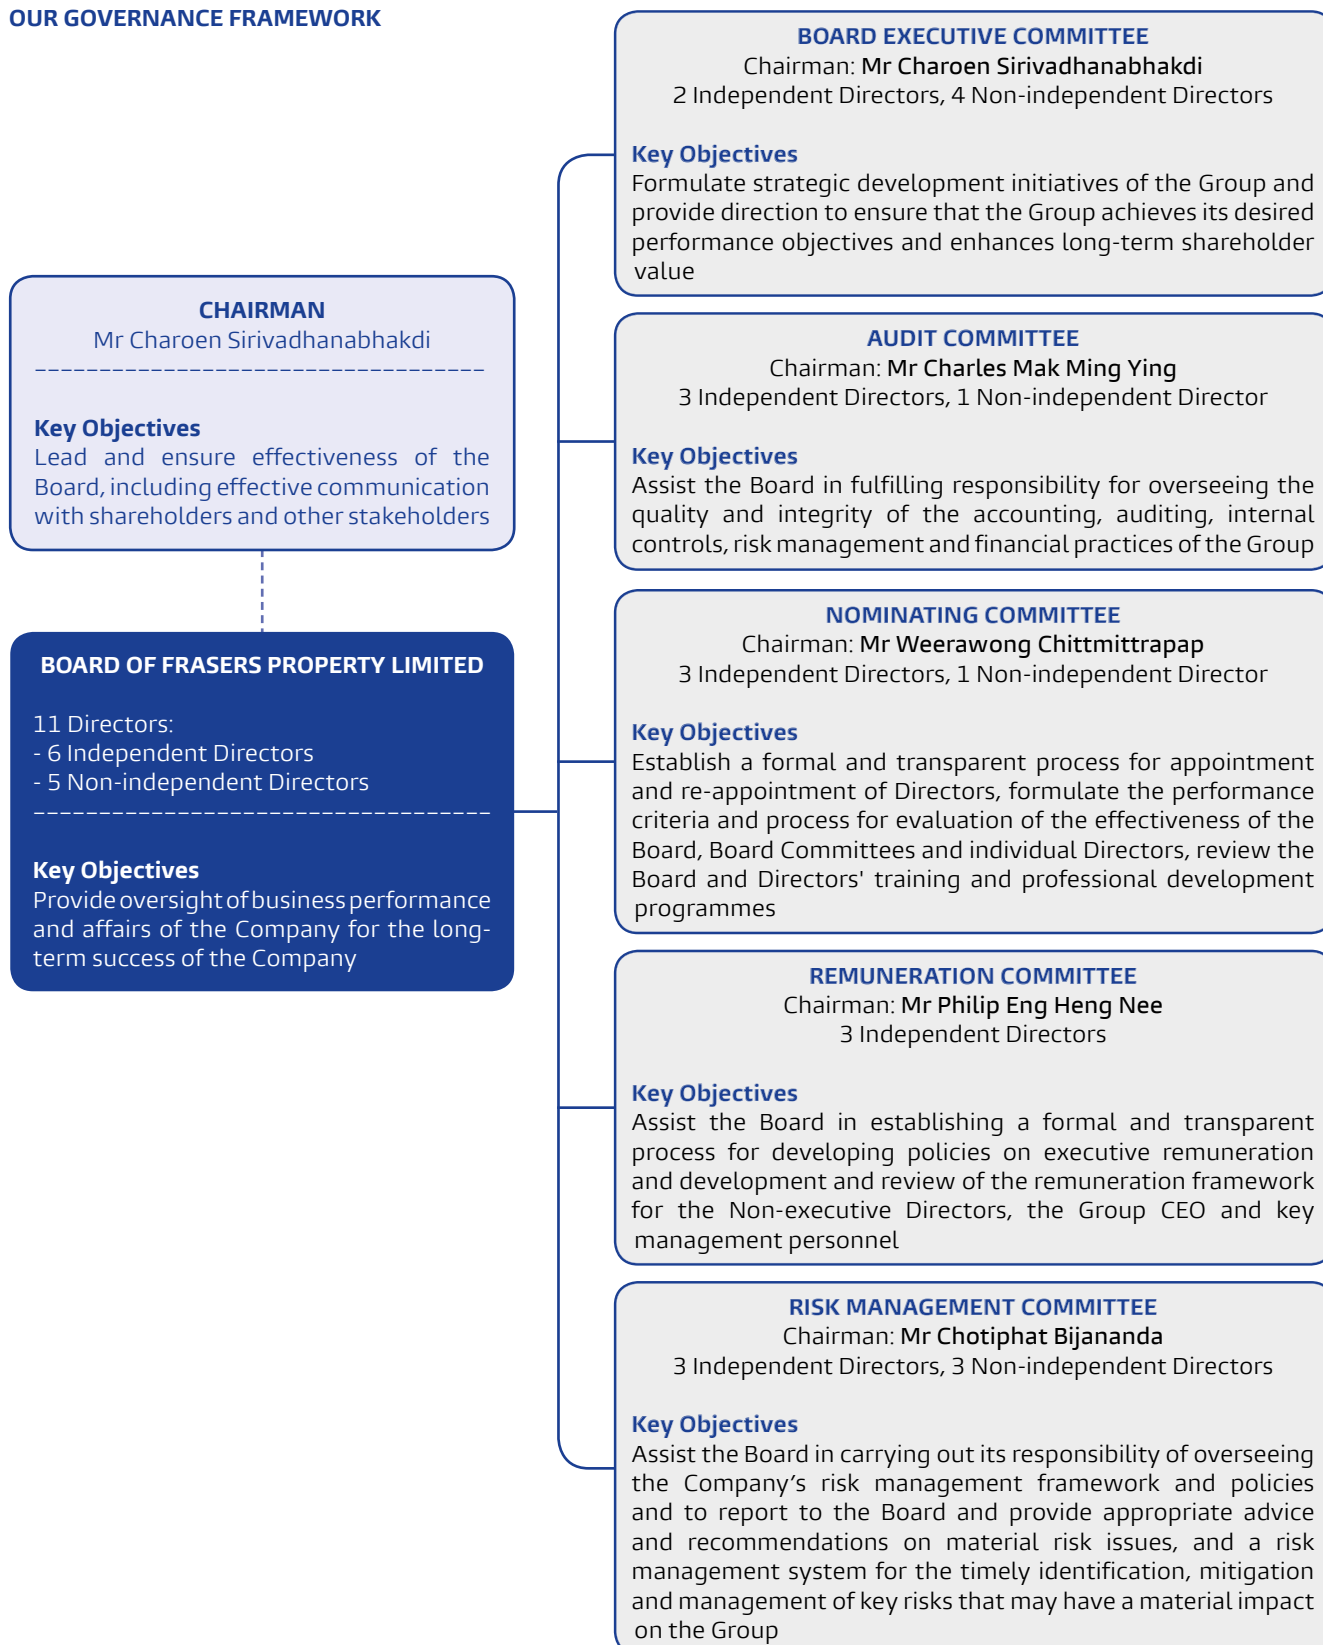 OUR GOVERNANCE FRAMEWORK
CHAIRMAN
Mr Charoen Sirivadhanabhakdi
Key Objectives
Lead and ensure effectiveness of the
Board, including effective communication
with shareholders and other stakeholders
BOARD OF FRASERS PROPERTY LIMITED
11 Directors:
- 6 Independent Directors
- 5 Non-independent Directors
Key Objectives
Provide oversight of business performance
and affairs of the Company for the long-
term success of the Company
BOARD EXECUTIVE COMMITTEE
Chairman: Mr Charoen Sirivadhanabhakdi
2 Independent Directors, 4 Non-independent Directors
Key Objectives
Formulate strategic development initiatives of the Group and
provide direction to ensure that the Group achieves its desired
performance objectives and enhances long-term shareholder
value
AUDIT COMMITTEE
Chairman: Mr Charles Mak Ming Ying
3 Independent Directors, 1 Non-independent Director
Key Objectives
Assist the Board in fulfilling responsibility for overseeing the
quality and integrity of the accounting, auditing, internal
controls, risk management and financial practices of the Group
NOMINATING COMMITTEE
Chairman: Mr Weerawong Chittmittrapap
3 Independent Directors, 1 Non-independent Director
Key Objectives
Establish a formal and transparent process for appointment
and re-appointment of Directors, formulate the performance
criteria and process for evaluation of the effectiveness of the
Board, Board Committees and individual Directors, review the
Board and Directors' training and professional development
programmes
REMUNERATION COMMITTEE
Chairman: Mr Philip Eng Heng Nee
3 Independent Directors
Key Objectives
Assist the Board in establishing a formal and transparent
process for developing policies on executive remuneration
and development and review of the remuneration framework
for the Non-executive Directors, the Group CEO and key
management personnel
RISK MANAGEMENT COMMITTEE
Chairman: Mr Chotiphat Bijananda
3 Independent Directors, 3 Non-independent Directors
Key Objectives
Assist the Board in carrying out its responsibility of overseeing
the Company’s risk management framework and policies
and to report to the Board and provide appropriate advice
and recommendations on material risk issues, and a risk
management system for the timely identification, mitigation
and management of key risks that may have a material impact
on the Group